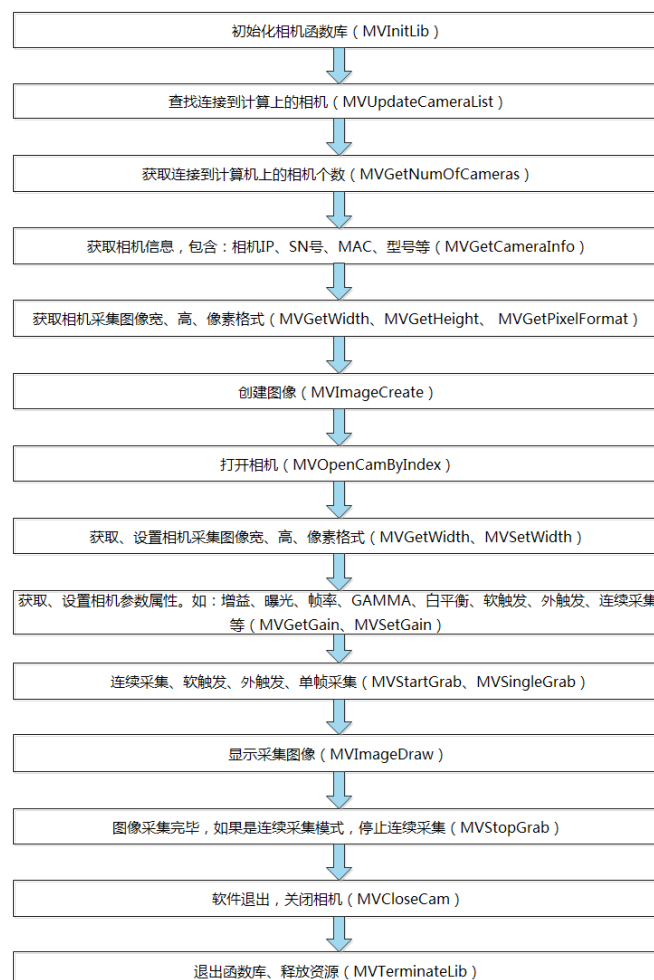 初始化相机函数库（MVInitLib）
查找连接到计算上的相机（MVUpdateCameraList）
获取连接到计算机上的相机个数（MVGetNumOfCameras）
获取相机信息，包含：相机IP、SN号、MAC、型号等（MVGetCameraInfo）
获取相机采集图像宽、高、像素格式（MVGetWidth、MVGetHeight、 MVGetPixelFormat）
创建图像（MVImageCreate）
打开相机（MVOpenCamByIndex）
获取、设置相机采集图像宽、高、像素格式（MVGetWidth、MVSetWidth）
获取、设置相机参数属性。如：增益、曝光、帧率、GAMMA、白平衡、软触发、外触发、连续采集
等（MVGetGain、MVSetGain）
连续采集、软触发、外触发、单帧采集（MVStartGrab、MVSingleGrab）
显示采集图像（MVImageDraw）
图像采集完毕，如果是连续采集模式，停止连续采集（MVStopGrab）
软件退出，关闭相机（MVCloseCam）
退出函数库、释放资源（MVTerminateLib）